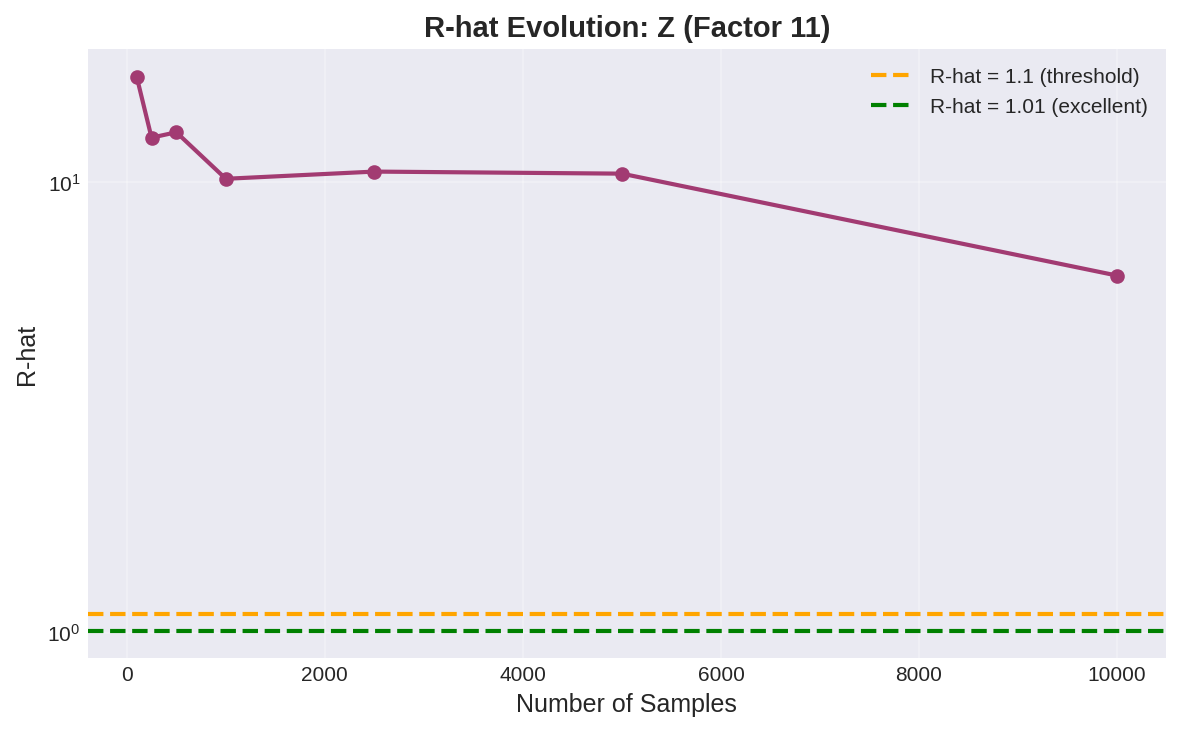 R-hat Evolution: Z (Factor 11)
R-hat = 1.1 (threshold)
R-hat = 1.01 (excellent)
10¹
10⁰
R-hat
0 2000 4000 6000 8000 10000
Number of Samples